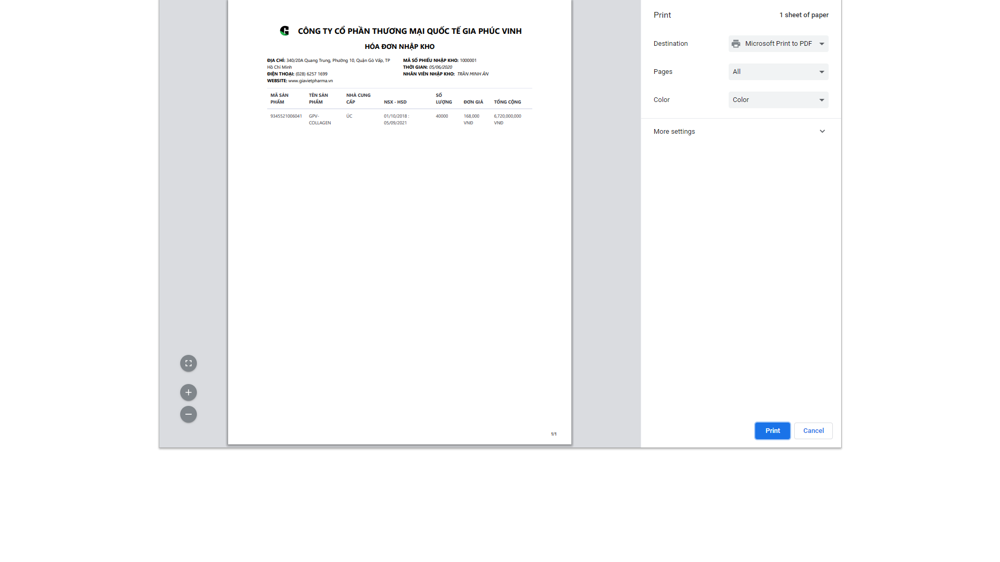 CÔNG TY CỔ PHẦN THƯƠNG MẠI QUỐC TẾ GIA PHÚC VINH
HÓA ĐƠN NHẬP KHO
ĐỊA CHỈ: 340/20A Quang Trung, Phường 10, Quận Gò Vấp, TP
Hồ Chí Minh
ĐIỆN THOẠI: (028) 6257 1699
WEBSITE: www.giavietpharma.vn
MÃ SỐ PHIẾU NHẬP KHO: 1000001
THỜI GIAN: 05/06/2020
NHÂN VIÊN NHẬP KHO: TRẦN MINH ÂN
MÃ SẢN PHẨM TÊN SẢN PHẨM NHÀ CUNG CẤP NSX - HSD SỐ LƯỢNG ĐƠN GIÁ TỔNG CỘNG
9345521006041 GPV- ÚC 01/10/2018 : 40000 168,000 6,720,000,000
COLLAGEN 05/09/2021 VNĐ VNĐ
1/1
Print 1 sheet of paper
Destination Microsoft Print to PDF
Pages All
Color Color
More settings
Print Cancel